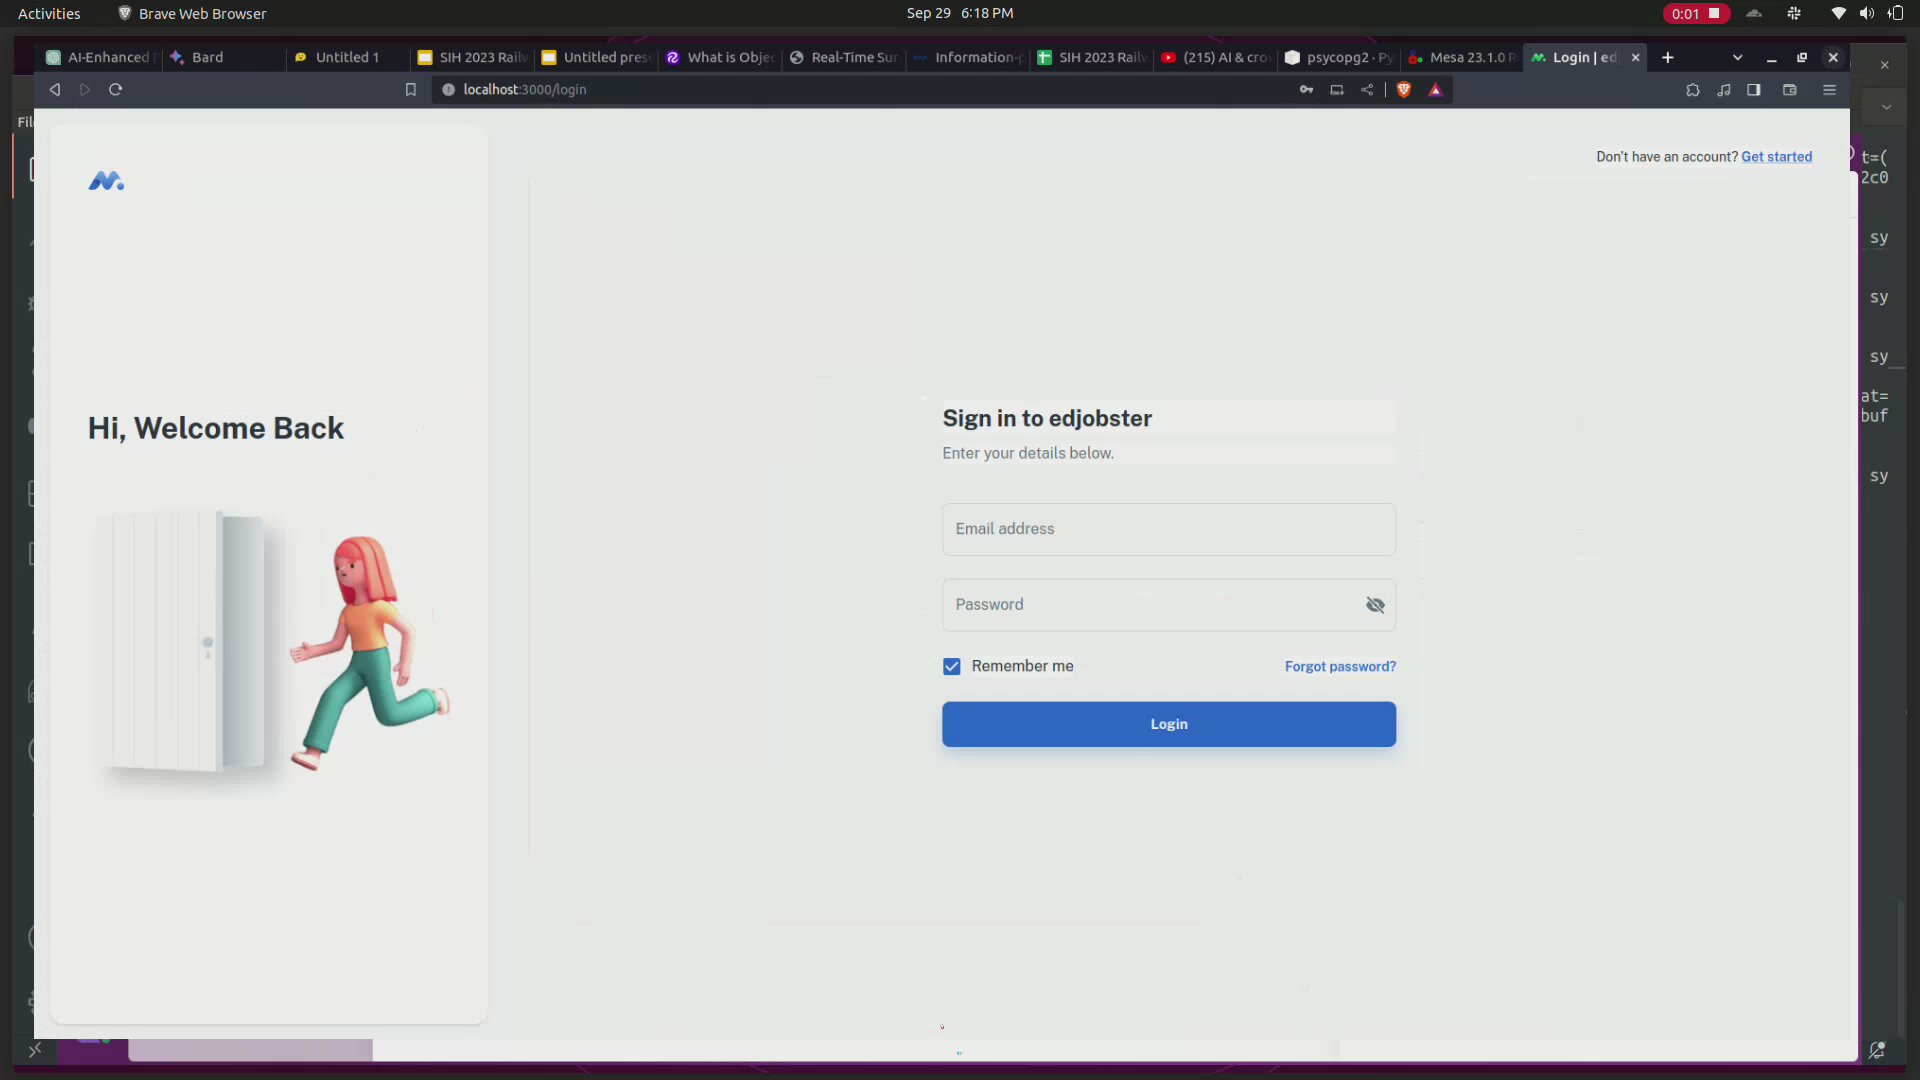 Activities
Brave Web Browser
Sep 29 6:18 PM
0:01
AI-Enhanced
Bard
Untitled 1
SIH 2023 Railw
Untitled pres
What is Objec
Real-Time Sur
Information-p
SIH 2023 Railw
(215) AI & crow
psycopg2 · Py
Mesa 23.1.0 R
Login | ed
localhost:3000/login
Fil
Don't have an account? Get started
t=(
2c0
sy
sy
sy
at=
buf
sy
Hi, Welcome Back
Sign in to edjobster
Enter your details below.
Email address
Password
Remember me
Forgot password?
Login